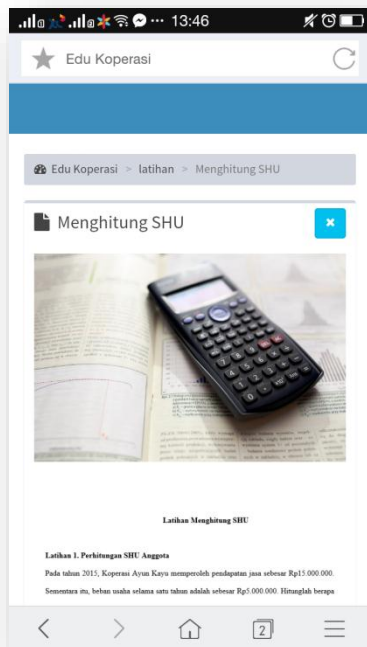 13:46
Edu Koperasi
Edu Koperasi > latihan > Menghitung SHU
Menghitung SHU
Latihan Menghitung SHU
Latihan 1. Perhitungan SHU Anggota
Pada tahun 2015, Koperasi Ayun Kayu memperoleh pendapatan jasa sebesar Rp15.000.000.
Sementara itu, beban usaha selama satu tahun adalah sebesar Rp5.000.000. Hitunglah berapa
2